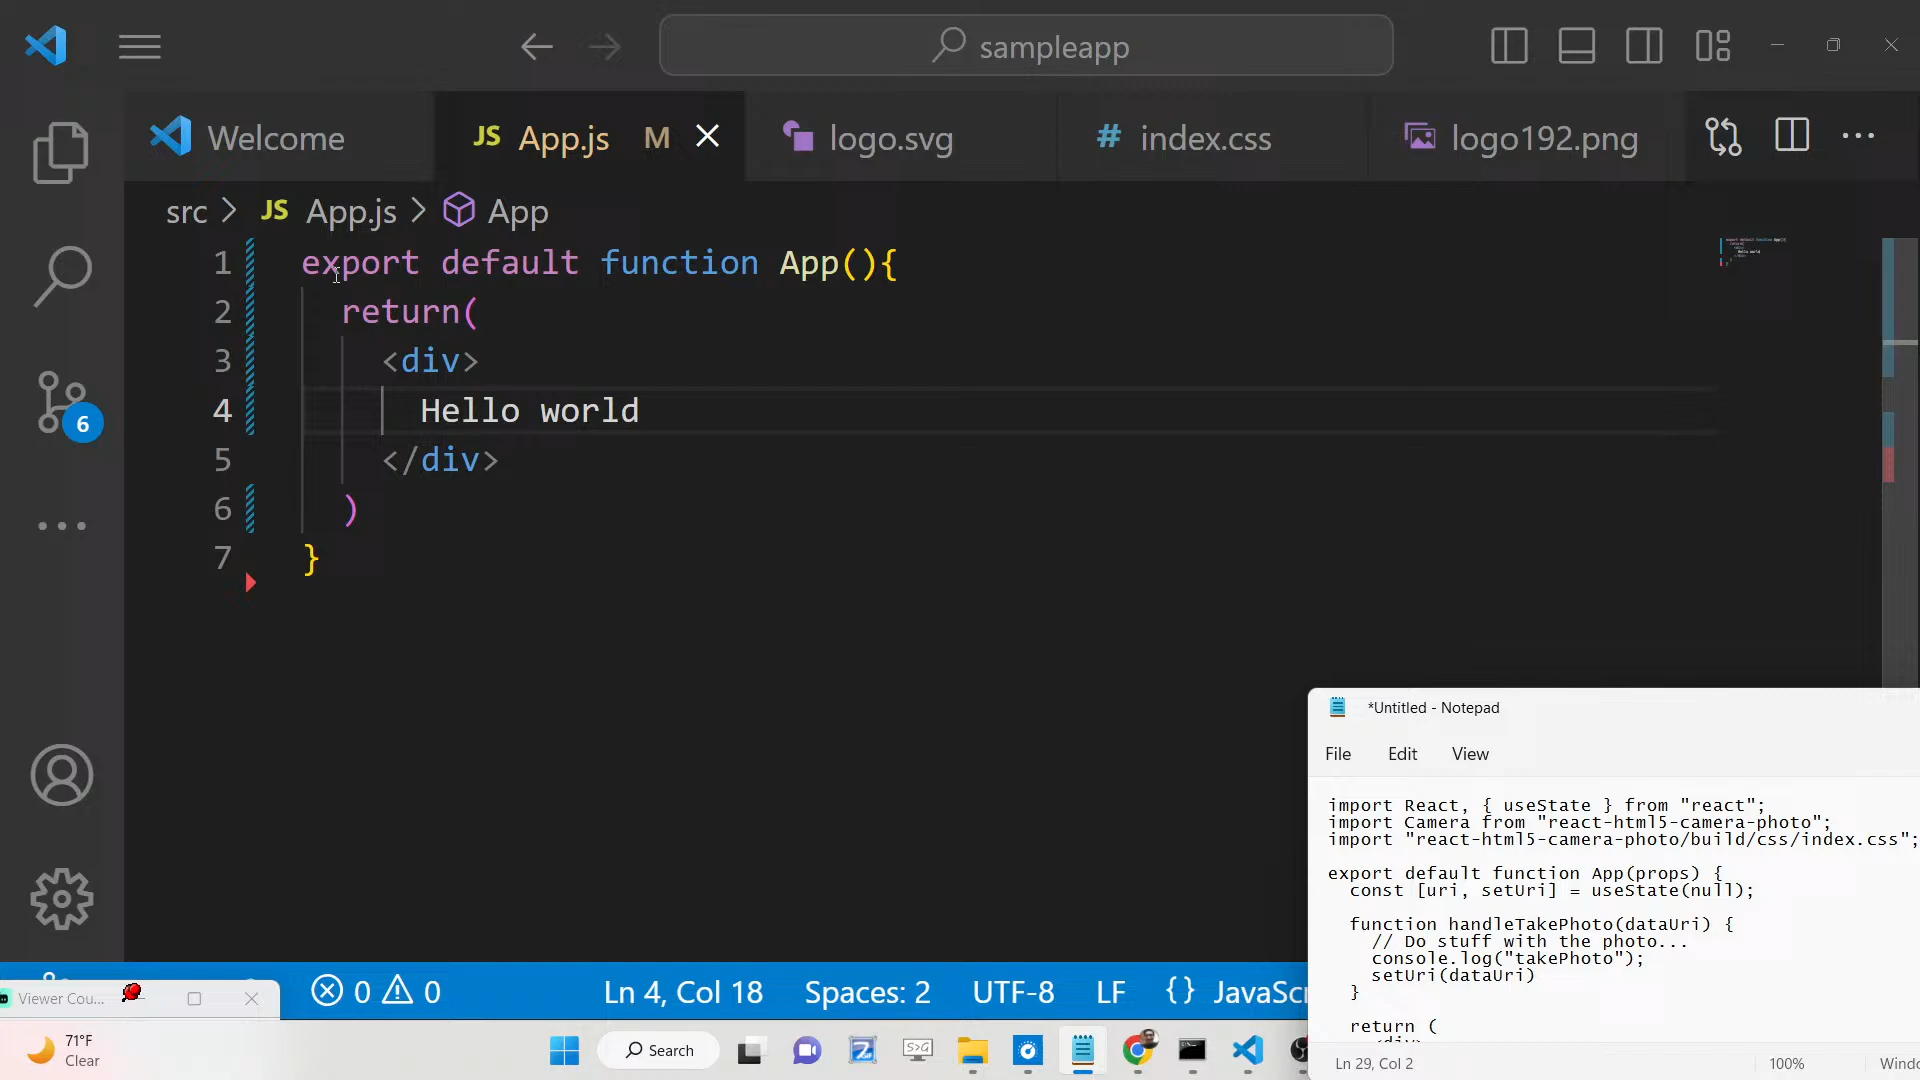 sampleapp
Welcome
JS App.js M
logo.svg
# index.css
logo192.png
src > JS App.js > App
1 export default function App(){
2 return(
3 <div>
4 Hello world
5 </div>
6 )
7 }
6
*Untitled - Notepad
File Edit View
import React, { useState } from "react";
import Camera from "react-html5-camera-photo";
import "react-html5-camera-photo/build/css/index.css";
export default function App(props) {
const [uri, setUri] = useState(null);
function handleTakePhoto(dataUri) {
// Do stuff with the photo...
console.log("takePhoto");
setUri(dataUri)
}
return (
Ln 29, Col 2 100% Windo
0 0 Ln 4, Col 18 Spaces: 2 UTF-8 LF {} JavaScr
Viewer Cou...
71°F
Clear
Search